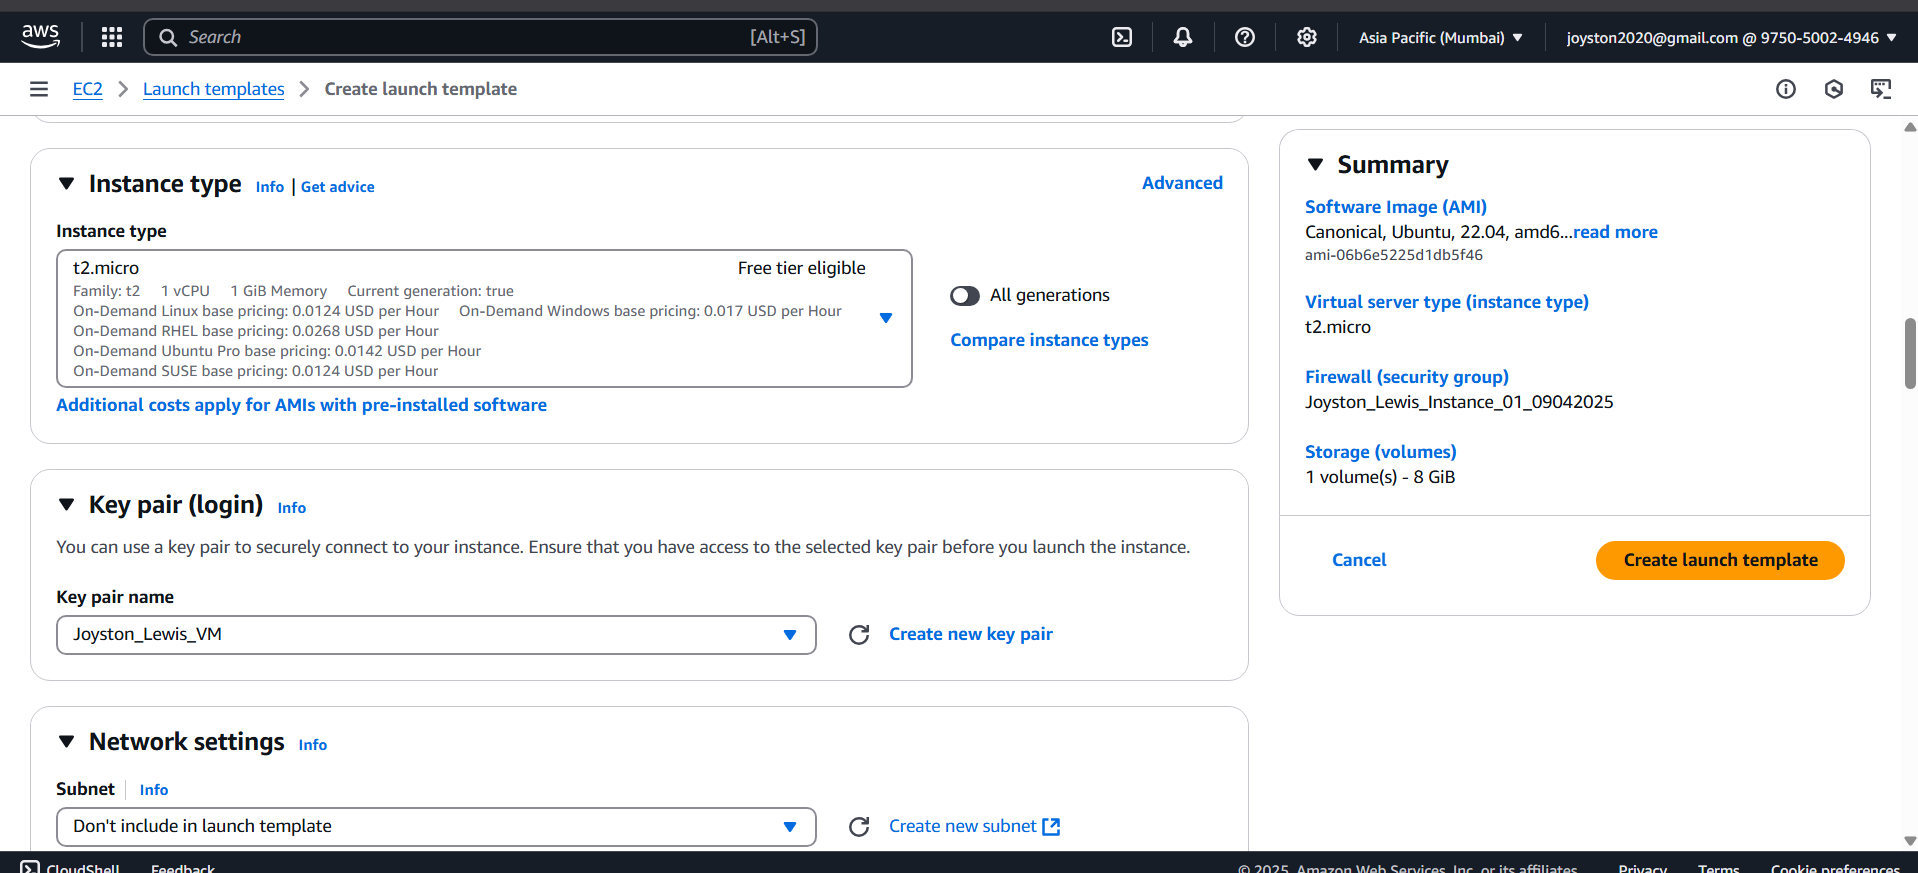 aws
Search [Alt+S]
Asia Pacific (Mumbai)
joyston2020@gmail.com @ 9750-5002-4946
EC2
Launch templates
Create launch template
Instance type
Info | Get advice
Advanced
Instance type
t2.micro
Free tier eligible
Family: t2 1 vCPU 1 GiB Memory Current generation: true
On-Demand Linux base pricing: 0.0124 USD per Hour On-Demand Windows base pricing: 0.017 USD per Hour
On-Demand RHEL base pricing: 0.0268 USD per Hour
On-Demand Ubuntu Pro base pricing: 0.0142 USD per Hour
On-Demand SUSE base pricing: 0.0124 USD per Hour
All generations
Compare instance types
Additional costs apply for AMIs with pre-installed software
Key pair (login)
Info
You can use a key pair to securely connect to your instance. Ensure that you have access to the selected key pair before you launch the instance.
Key pair name
Joyston_Lewis_VM
Create new key pair
Network settings
Info
Subnet
Info
Don't include in launch template
Create new subnet
Summary
Software Image (AMI)
Canonical, Ubuntu, 22.04, amd6...read more
ami-06b6e5225d1db5f46
Virtual server type (instance type)
t2.micro
Firewall (security group)
Joyston_Lewis_Instance_01_09042025
Storage (volumes)
1 volume(s) - 8 GiB
Cancel
Create launch template
CloudShell
Feedback
© 2025, Amazon Web Services, Inc. or its affiliates.
Privacy
Terms
Cookie preferences